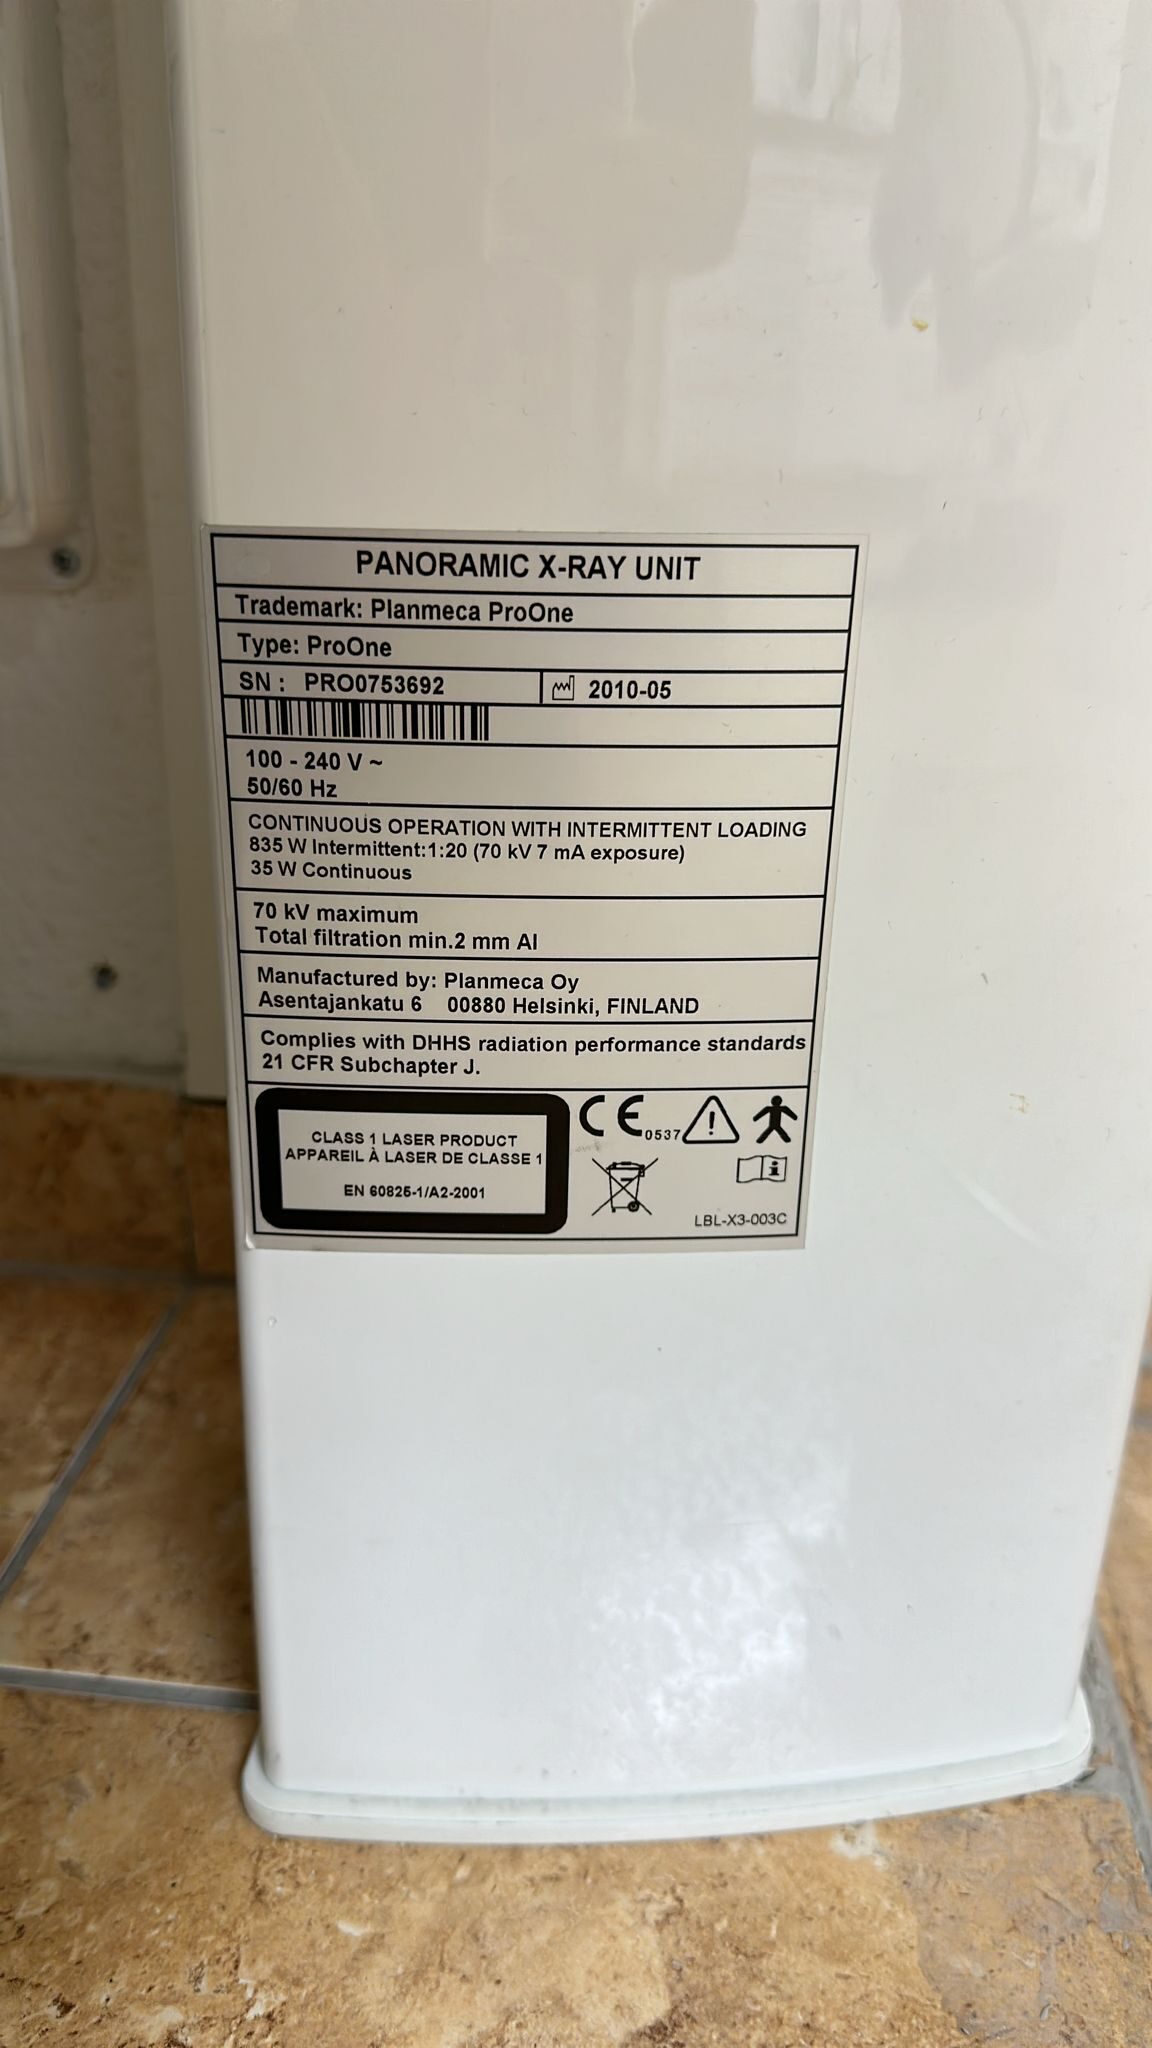 PANORAMIC X-RAY UNIT
Trademark: Planmeca ProOne
Type: ProOne
SN : PRO0753692 2010-05
100 - 240 V ~
50/60 Hz
CONTINUOUS OPERATION WITH INTERMITTENT LOADING
835 W Intermittent:1:20 (70 kV 7 mA exposure)
35 W Continuous
70 kV maximum
Total filtration min.2 mm Al
Manufactured by: Planmeca Oy
Asentajankatu 6 00880 Helsinki, FINLAND
Complies with DHHS radiation performance standards
21 CFR Subchapter J.
CLASS 1 LASER PRODUCT
APPAREIL À LASER DE CLASSE 1
EN 60825-1/A2-2001
CE 0537
LBL-X3-003C